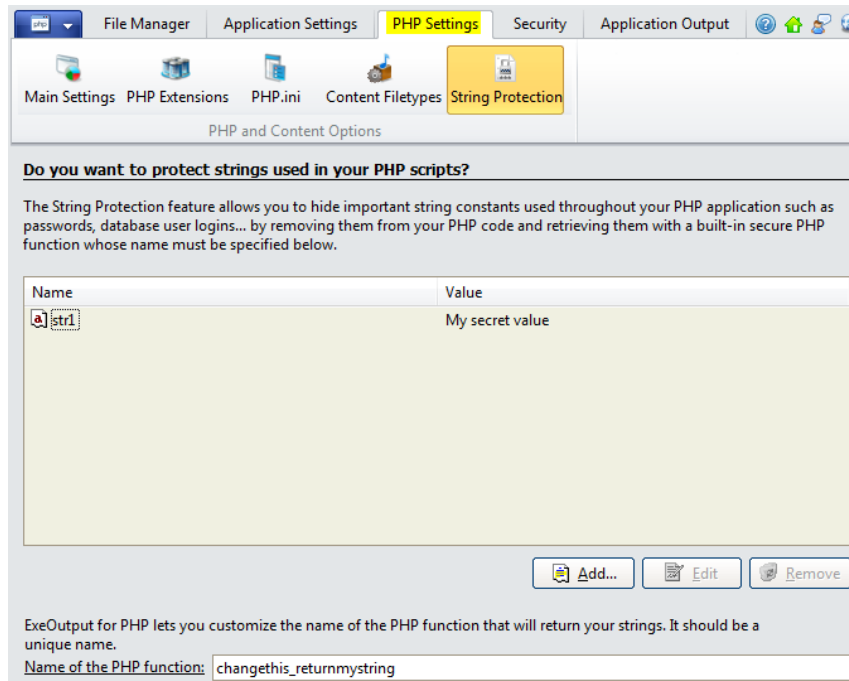 php File Manager Application Settings PHP Settings Security Application Output
Main Settings PHP Extensions PHP.ini Content Filetypes String Protection
PHP and Content Options
Do you want to protect strings used in your PHP scripts?
The String Protection feature allows you to hide important string constants used throughout your PHP application such as
passwords, database user logins... by removing them from your PHP code and retrieving them with a built-in secure PHP
function whose name must be specified below.
Name Value
str1 My secret value
Add... Edit Remove
ExeOutput for PHP lets you customize the name of the PHP function that will return your strings. It should be a
unique name.
Name of the PHP function: changethis_returnmystring